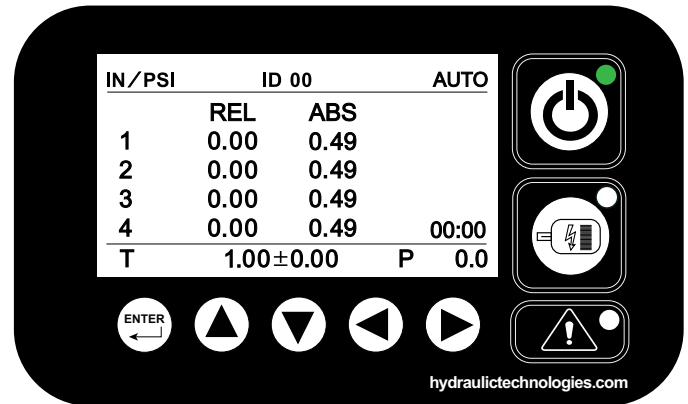 IN/PSI ID 00 AUTO
REL ABS
1 0.00 0.49
2 0.00 0.49
3 0.00 0.49
4 0.00 0.49 00:00
T 1.00±0.00 P 0.0
ENTER
hydraulictechnologies.com